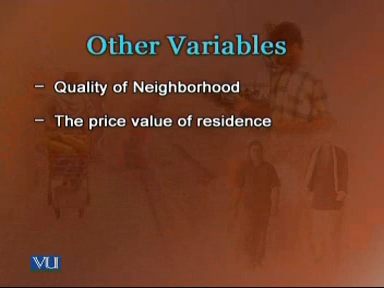 Other Variables
– Quality of Neighborhood
– The price value of residence
VU